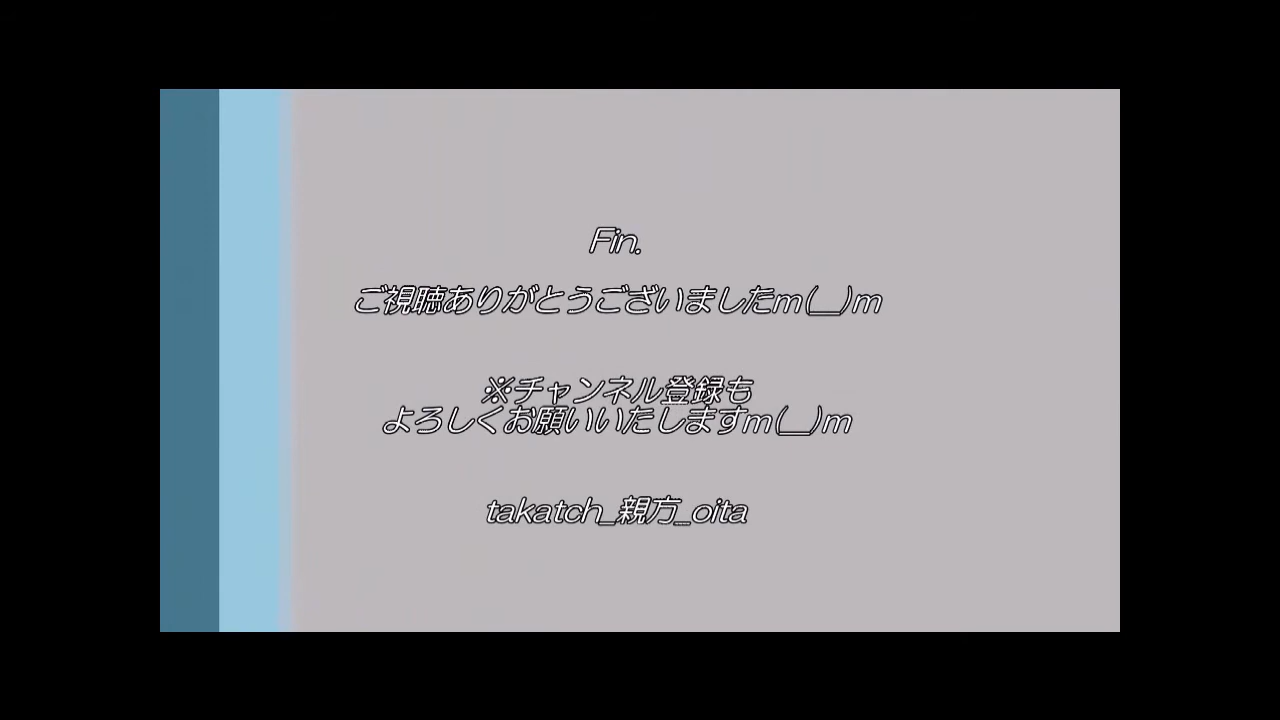 Fin.
ご視聴ありがとうございましたm(__)m
※チャンネル登録も
よろしくお願いいたしますm(__)m
takatch_親方_oita